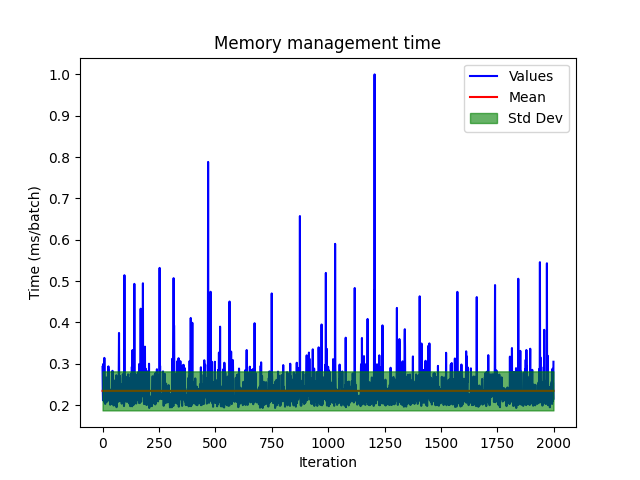 Memory management time
Time (ms/batch)
1.0
0.9
0.8
0.7
0.6
0.5
0.4
0.3
0.2
Values
Mean
Std Dev
0 250 500 750 1000 1250 1500 1750 2000
Iteration